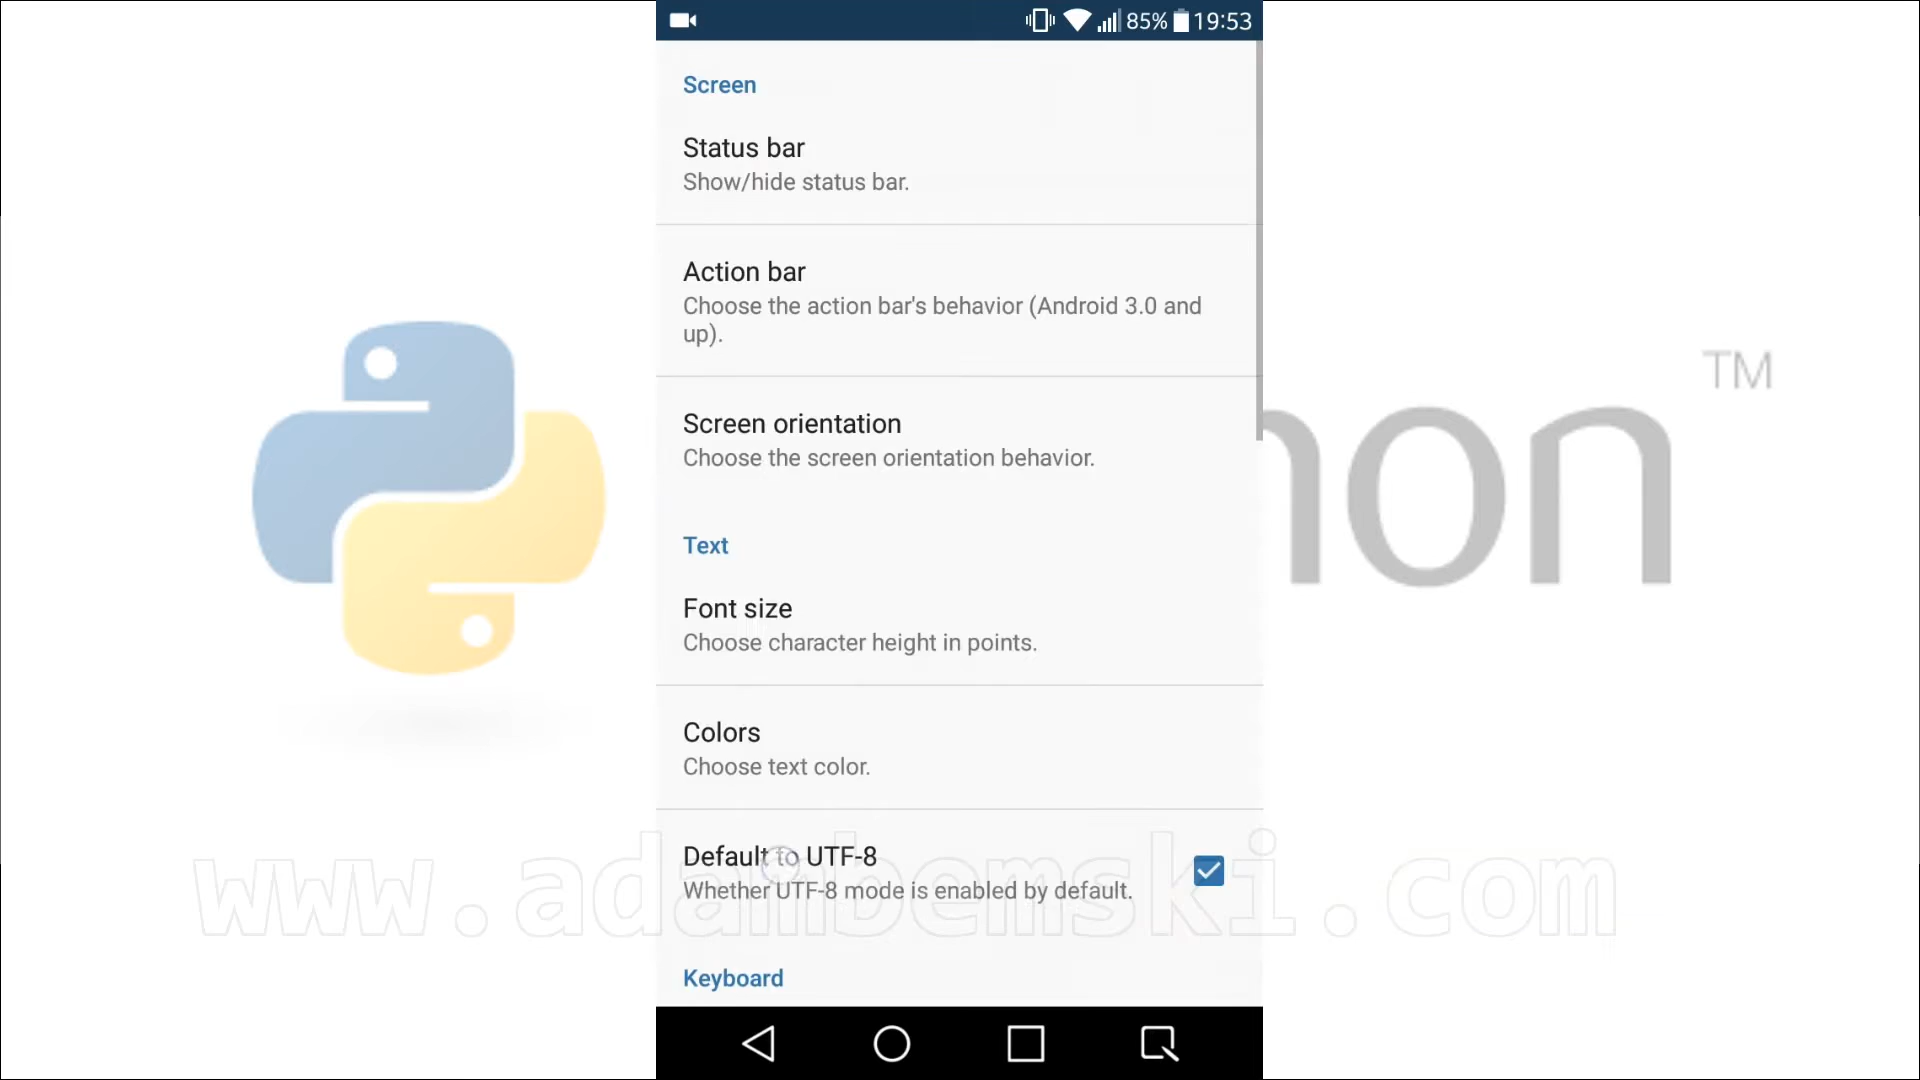 85% 19:53
Screen
Status bar
Show/hide status bar.
Action bar
Choose the action bar's behavior (Android 3.0 and
up).
Screen orientation
Choose the screen orientation behavior.
TM
hon
Text
Font size
Choose character height in points.
Colors
Choose text color.
Default to UTF-8
Whether UTF-8 mode is enabled by default.
www.adambemski.com
Keyboard